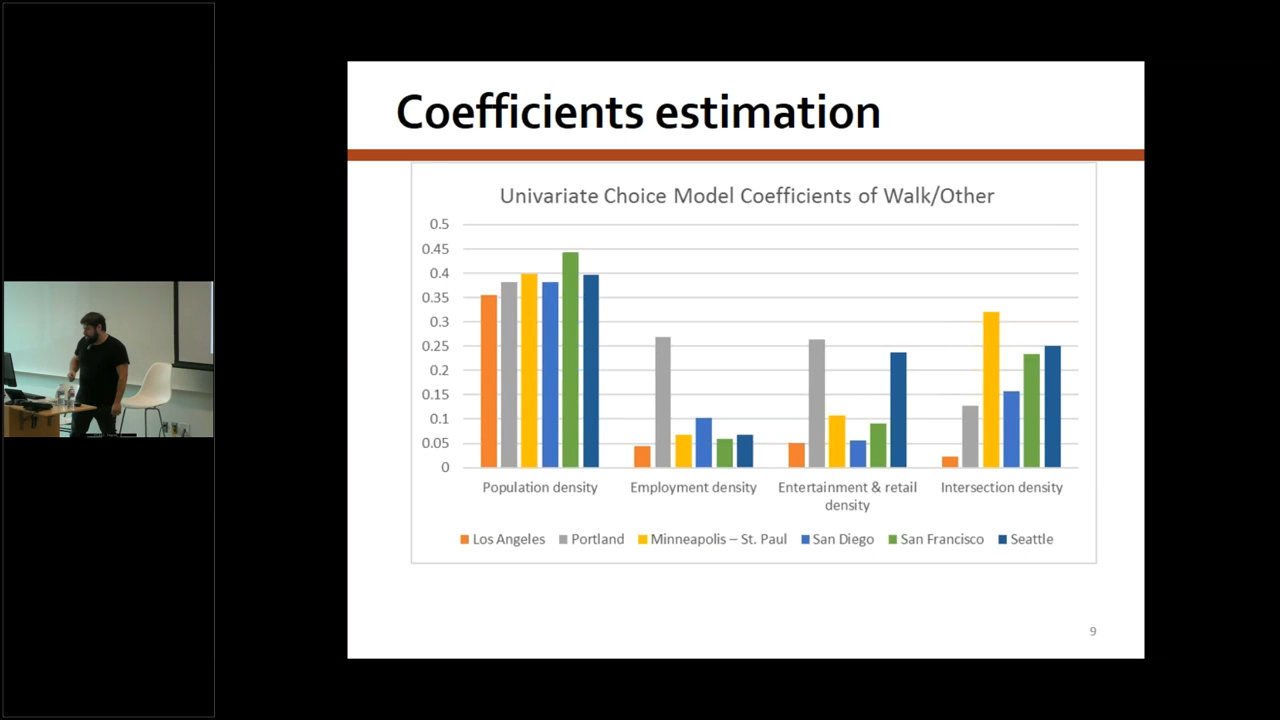 Coefficients estimation
Univariate Choice Model Coefficients of Walk/Other
0.5
0.45
0.4
0.35
0.3
0.25
0.2
0.15
0.1
0.05
0
Population density
Employment density
Entertainment & retail
density
Intersection density
Los Angeles
Portland
Minneapolis – St. Paul
San Diego
San Francisco
Seattle
9